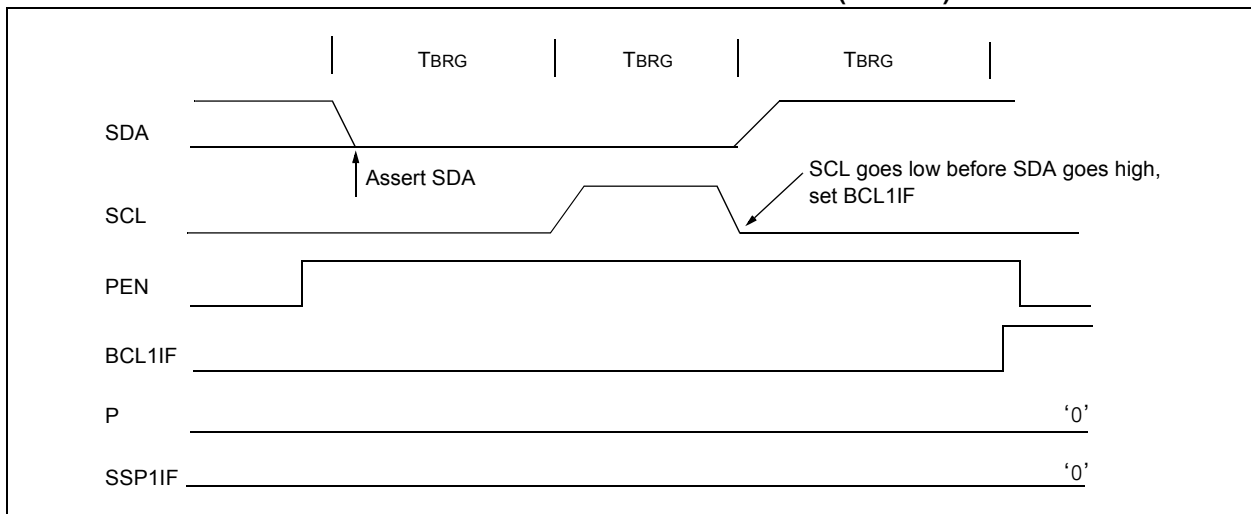 TBRG TBRG TBRG
SDA
Assert SDA
SCL goes low before SDA goes high,
set BCL1IF
SCL
PEN
BCL1IF
P ‘0’
SSP1IF ‘0’